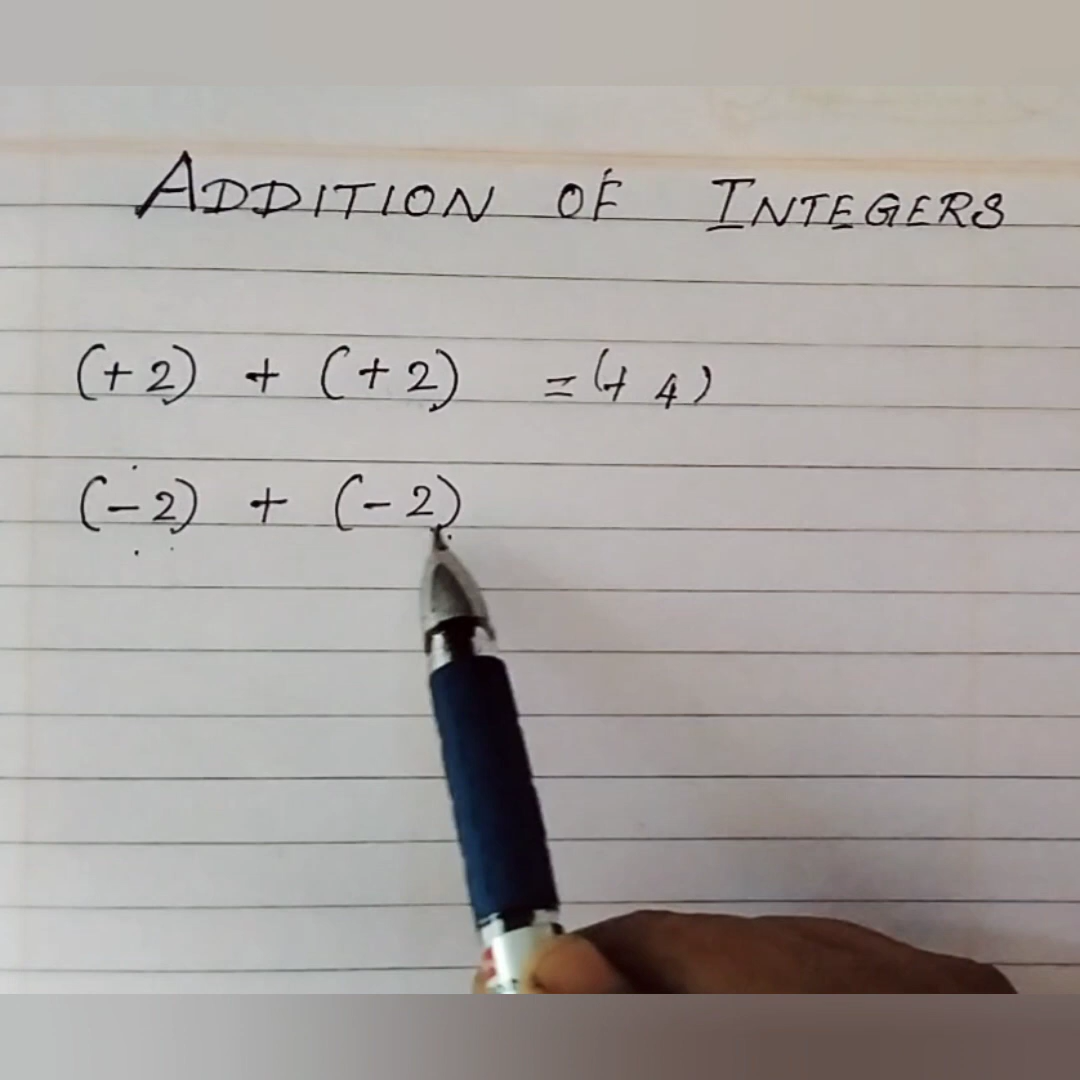 ADDITION OF INTEGERS
(+2) + (+2) = (+ 4)
(-2) + (-2)